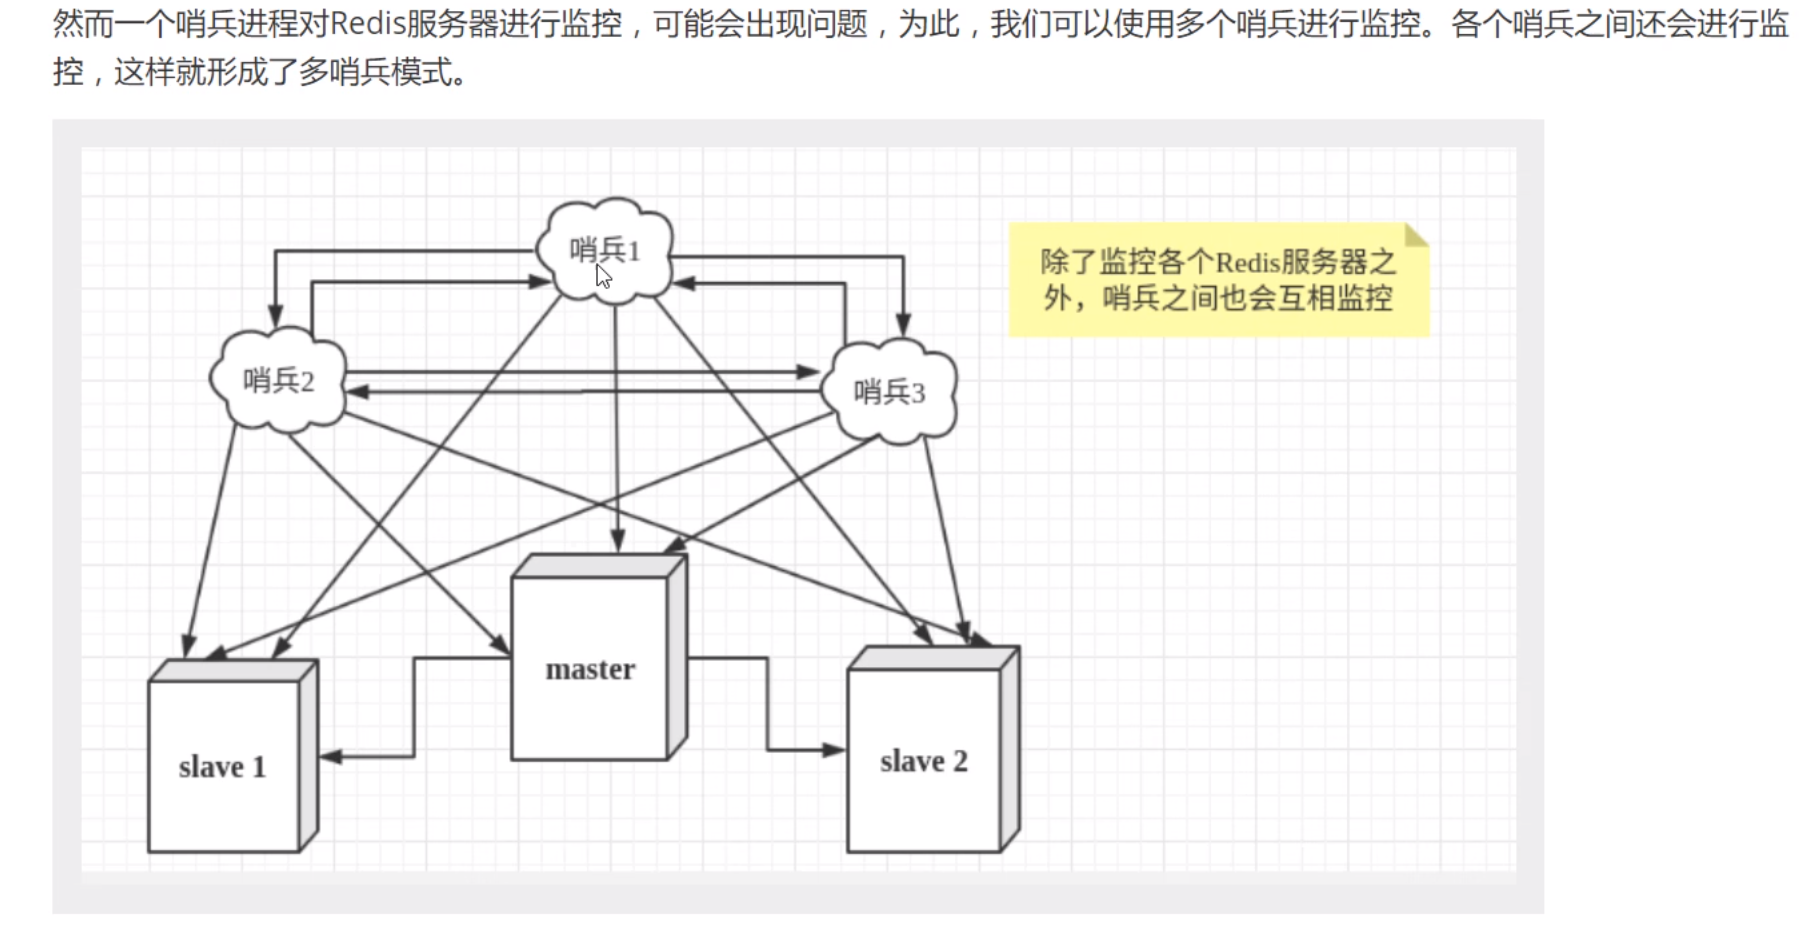 然而一个哨兵进程对Redis服务器进行监控，可能会出现问题，为此，我们可以使用多个哨兵进行监控。各个哨兵之间还会进行监
控，这样就形成了多哨兵模式。
哨兵1
除了监控各个Redis服务器之
外，哨兵之间也会互相监控
哨兵2
哨兵3
master
slave 1
slave 2